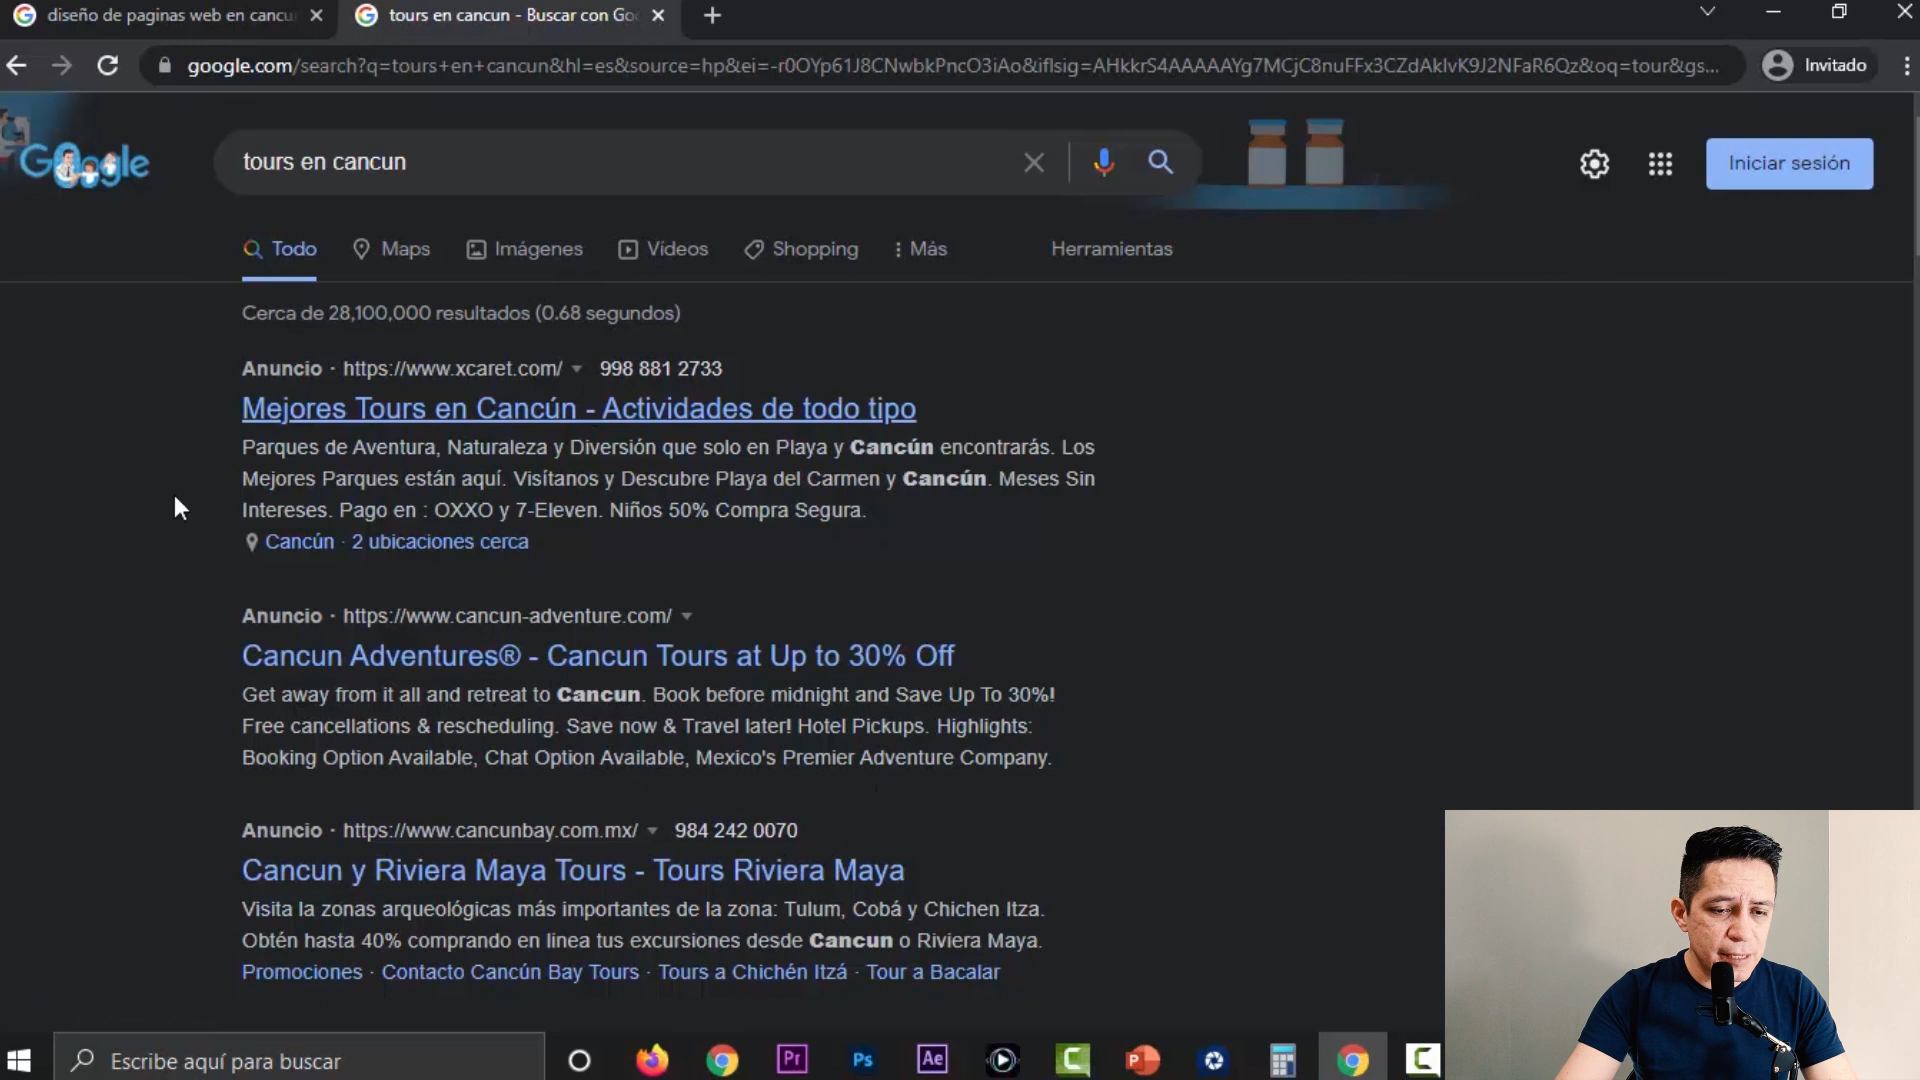 diseño de paginas web en cancu
tours en cancun - Buscar con Go
google.com/search?q=tours+en+cancun&hl=es&source=hp&ei=-r0OYp61J8CNwbkPncO3iAo&iflsig=AHkkrS4AAAAAYg7MCjC8nuFFx3CZdAkIvK9J2NFaR6Qz&oq=tour&gs...
Invitado
Google
tours en cancun
Iniciar sesión
Todo
Maps
Imágenes
Vídeos
Shopping
Más
Herramientas
Cerca de 28,100,000 resultados (0.68 segundos)
Anuncio · https://www.xcaret.com/ 998 881 2733
Mejores Tours en Cancún - Actividades de todo tipo
Parques de Aventura, Naturaleza y Diversión que solo en Playa y Cancún encontrarás. Los
Mejores Parques están aquí. Visítanos y Descubre Playa del Carmen y Cancún. Meses Sin
Intereses. Pago en : OXXO y 7-Eleven. Niños 50% Compra Segura.
Cancún · 2 ubicaciones cerca
Anuncio · https://www.cancun-adventure.com/
Cancun Adventures® - Cancun Tours at Up to 30% Off
Get away from it all and retreat to Cancun. Book before midnight and Save Up To 30%!
Free cancellations & rescheduling. Save now & Travel later! Hotel Pickups. Highlights:
Booking Option Available, Chat Option Available, Mexico's Premier Adventure Company.
Anuncio · https://www.cancunbay.com.mx/ 984 242 0070
Cancun y Riviera Maya Tours - Tours Riviera Maya
Visita la zonas arqueológicas más importantes de la zona: Tulum, Cobá y Chichen Itza.
Obtén hasta 40% comprando en linea tus excursiones desde Cancun o Riviera Maya.
Promociones · Contacto Cancún Bay Tours · Tours a Chichén Itzá · Tour a Bacalar
Escribe aquí para buscar
Pr
Ps
Ae
C
P
C